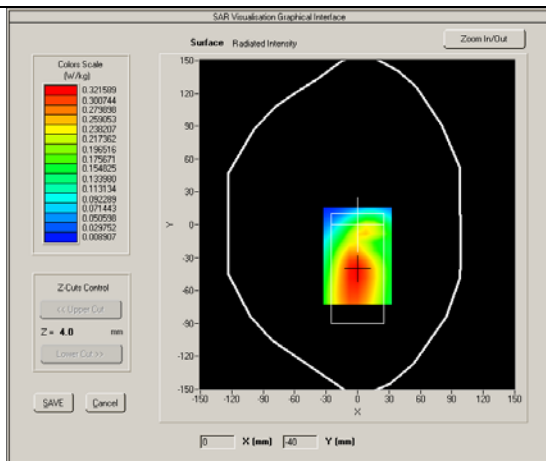 SAR Visualisation Graphical Interface
Surface Radiated Intensity
Zoom In/Out
Colors Scale
(W/kg)
0.321589
0.300744
0.279898
0.259053
0.238207
0.217362
0.196516
0.175671
0.154825
0.133980
0.113134
0.092289
0.071443
0.050598
0.029752
0.008907
Z-Cuts Control
<< Upper Cut
Z = 4.0 mm
Lower Cut >>
SAVE Cancel
150-
120-
90-
60-
30-
0-
-30-
-60-
-90-
-120-
-150-
Y
-150 -120 -90 -60 -30 0 30 60 90 120 150
X
0 X (mm) -40 Y (mm)